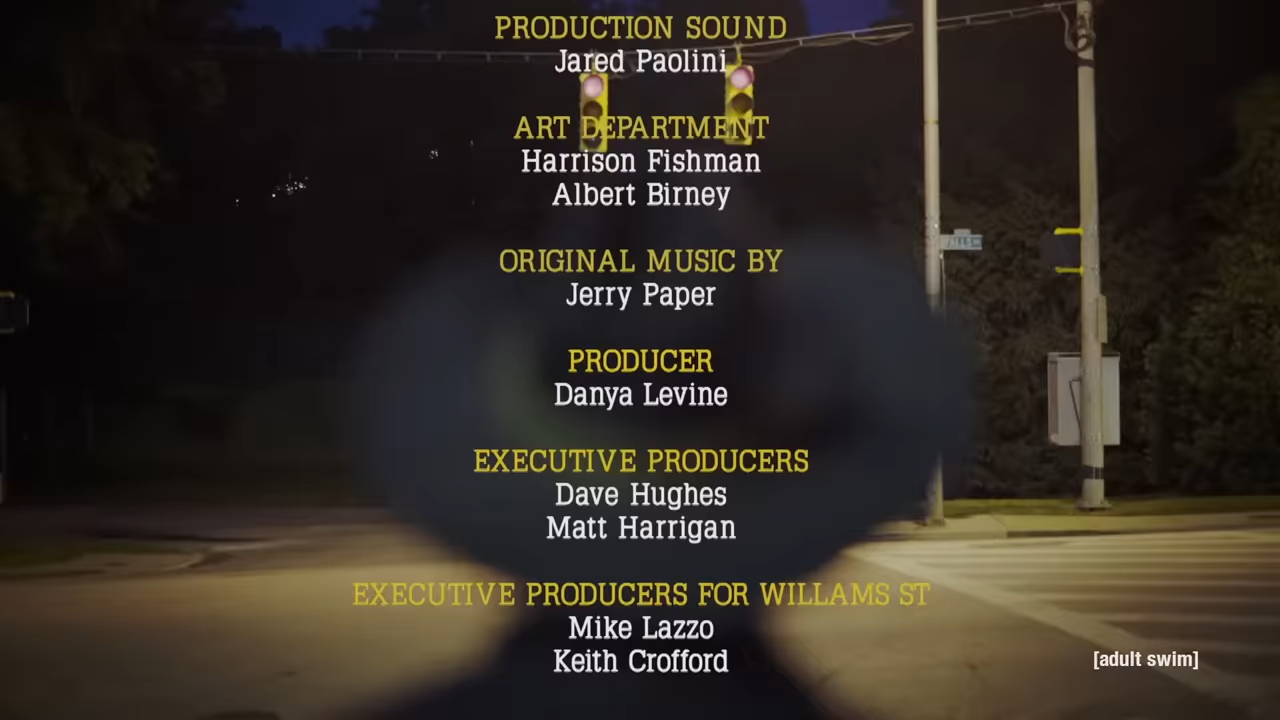 PRODUCTION SOUND
Jared Paolini
ART DEPARTMENT
Harrison Fishman
Albert Birney
ORIGINAL MUSIC BY
Jerry Paper
PRODUCER
Danya Levine
EXECUTIVE PRODUCERS
Dave Hughes
Matt Harrigan
EXECUTIVE PRODUCERS FOR WILLAMS ST
Mike Lazzo
Keith Crofford
[adult swim]